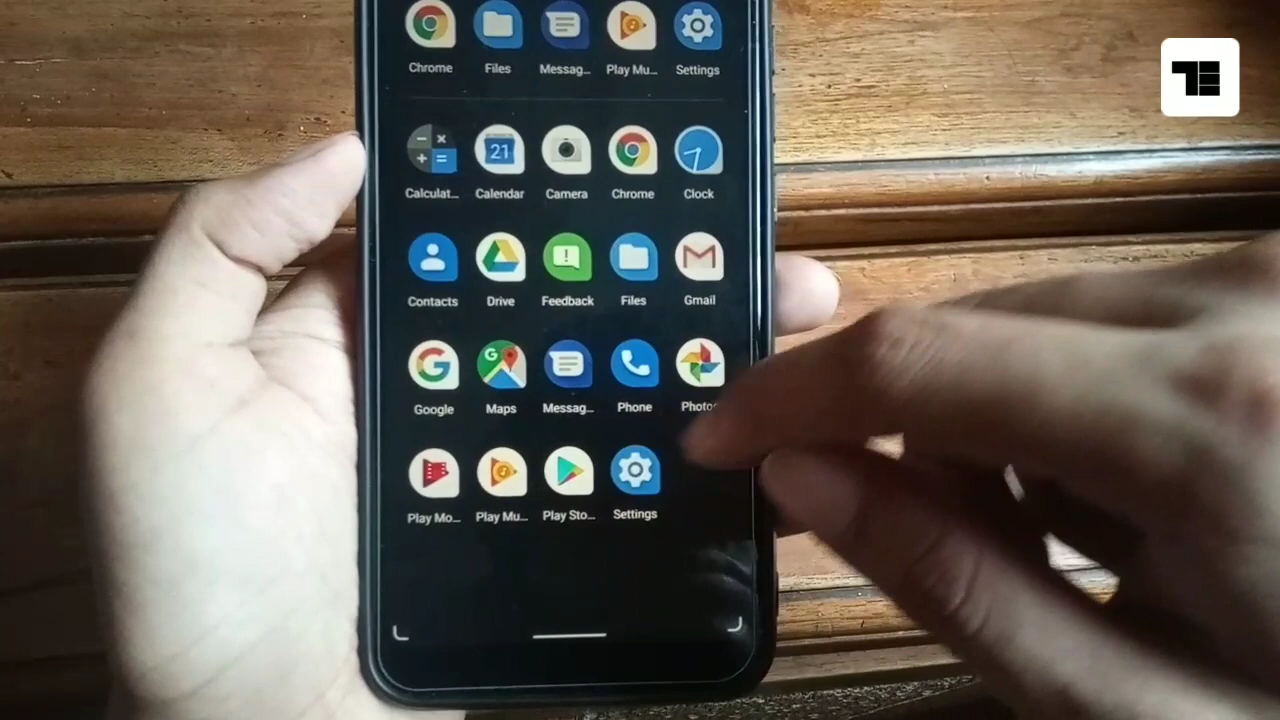 Chrome Files Messag... Play Mu... Settings
21
Calculat... Calendar Camera Chrome Clock
Contacts Drive Feedback Files Gmail
Google Maps Messag... Phone Photos
Play Mo... Play Mu... Play Sto... Settings